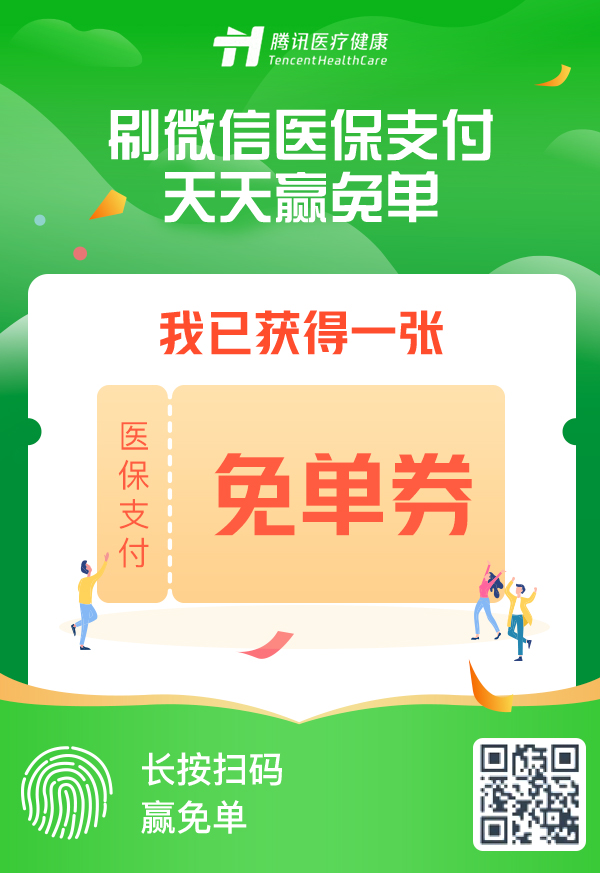 腾讯医疗健康
TencentHealthCare
刷微信医保支付
天天赢免单
我已获得一张
医保支付
免单券
长按扫码
赢免单